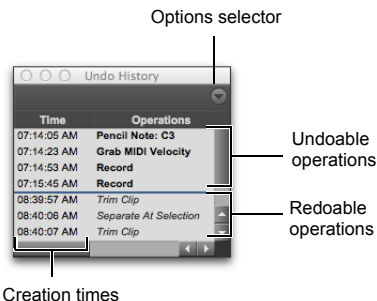 Options selector
Undo History
Time Operations
07:14:05 AM Pencil Note: C3
07:14:23 AM Grab MIDI Velocity
07:14:53 AM Record
07:15:45 AM Record
08:39:57 AM Trim Clip
08:40:06 AM Separate At Selection
08:40:07 AM Trim Clip
Undoable
operations
Redoable
operations
Creation times